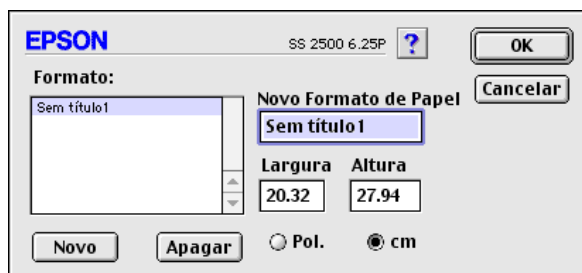 EPSON
SS 2500 6.25P
?
OK
Cancelar
Formato:
Sem título1
Novo Formato de Papel
Sem título1
Largura Altura
20.32 27.94
Pol. cm
Novo Apagar